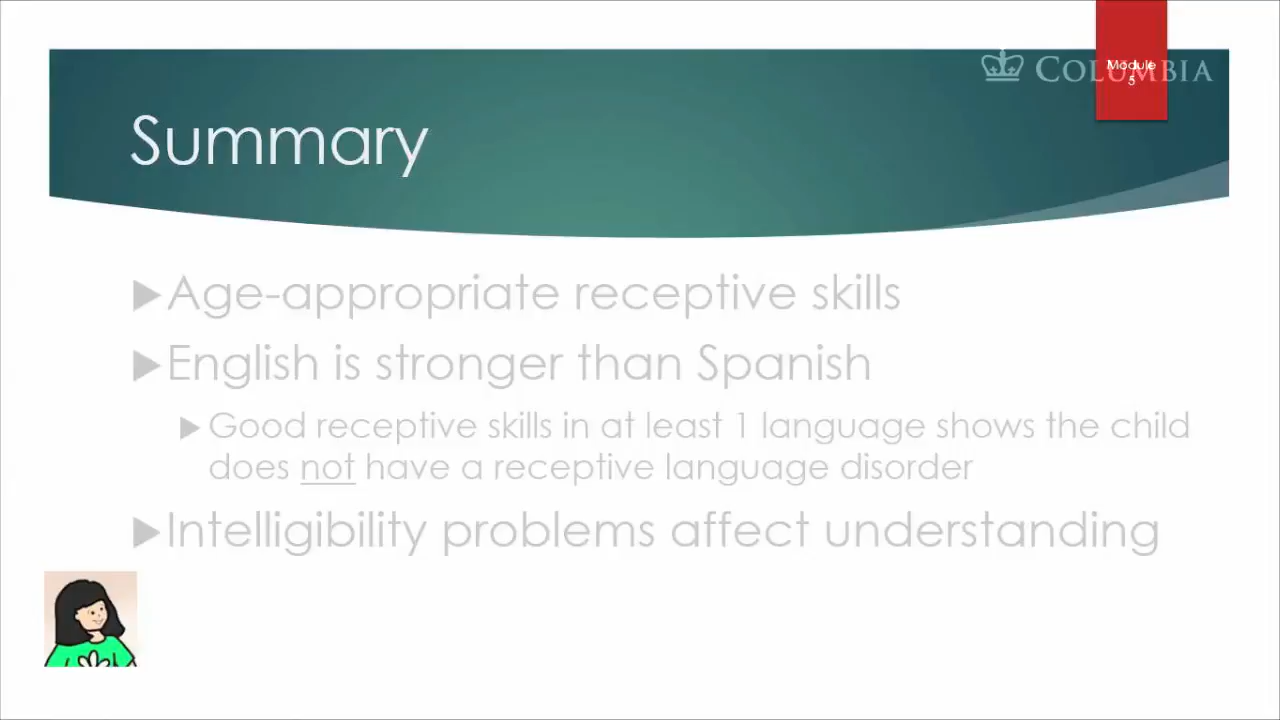 COLUMBIA
Module
5
Summary
Age-appropriate receptive skills
English is stronger than Spanish
Good receptive skills in at least 1 language shows the child
does not have a receptive language disorder
Intelligibility problems affect understanding